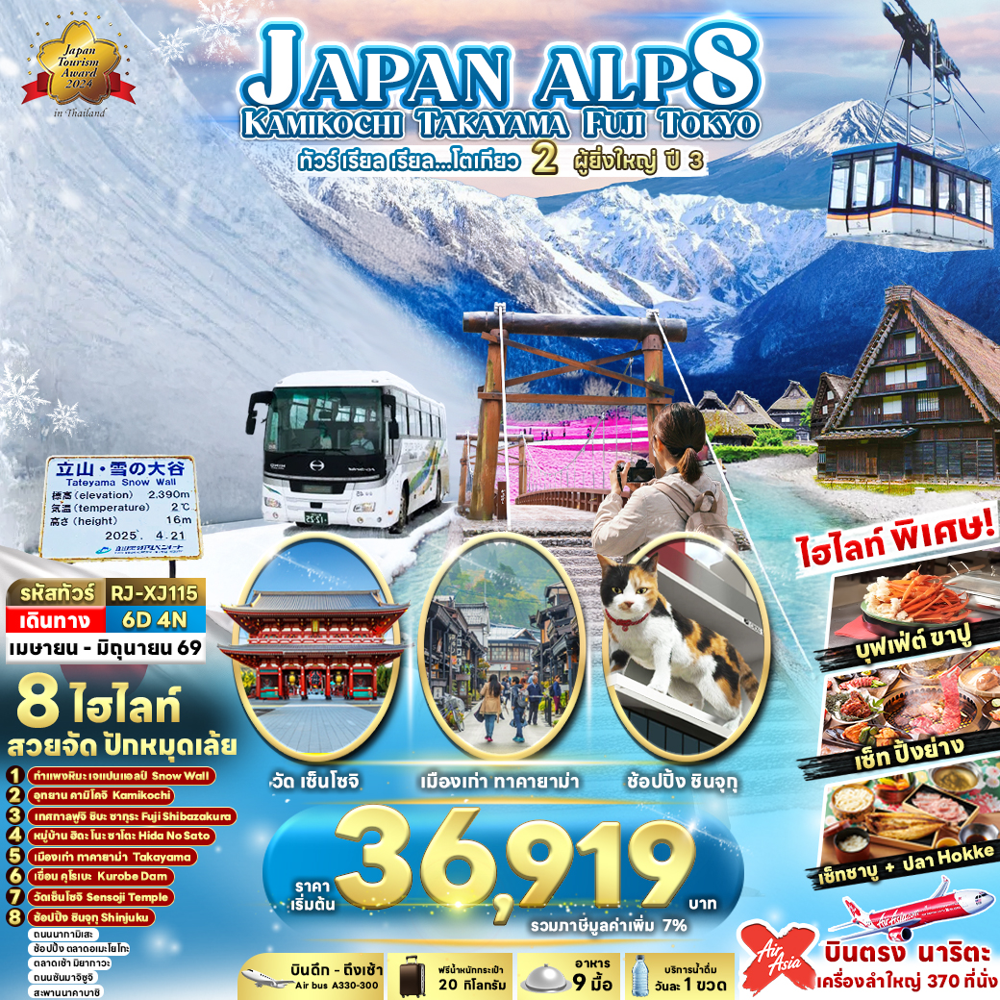 Japan
Tourism
Award
2024
in Thailand
JAPAN ALPS
KAMIKOCHI TAKAYAMA FUJI TOKYO
ทัวร์ เรียล เรียล...โตเกียว 2 ผู้ยิ่งใหญ่ ปี 3
立山・雪の大谷
Tateyama Snow Wall
標高 (elevation) 2,390m
気温 (temperature) 2℃
高さ (height) 16m
2025. 4. 21
รหัสทัวร์ RJ-XJ115
เดินทาง 6D 4N
เมษายน - มิถุนายน 69
8 ไฮไลท์
สวยจัด ปักหมุดเล้ย
1 กำแพงหิมะ เจแปนแอลป์ Snow Wall
2 อุทยาน คามิโคจิ Kamikochi
3 เทศกาลฟูจิ ชิบะ ซากุระ Fuji Shibazakura
4 หมู่บ้าน ฮิดะ โนะ ซาโตะ Hida No Sato
5 เมืองเก่า ทาคายาม่า Takayama
6 เขื่อน คุโรเบะ Kurobe Dam
7 วัดเซ็นโซจิ Sensoji Temple
8 ช้อปปิ้ง ชินจุกุ Shinjuku
ถนนนากามิเสะ
ช้อปปิ้ง ตลาดอเมะโยโกะ
ตลาดเช้า มิยากาวะ
ถนนซันมาจิซูจิ
สะพานนาคาบาชิ
วัด เซ็นโซจิ
เมืองเก่า ทาคายาม่า
ช้อปปิ้ง ชินจุกุ
ไฮไลท์ พิเศษ!
บุฟเฟ่ต์ ขาปู
เซ็ท ปิ้งย่าง
เซ็ทชาบู + ปลา Hokke
ราคา
เริ่มต้น
36,919
บาท
รวมภาษีมูลค่าเพิ่ม 7%
บินดึก - ถึงเช้า
Air bus A330-300
ฟรีน้ำหนักกระเป๋า
20 กิโลกรัม
อาหาร
9 มื้อ
บริการน้ำดื่ม
วันละ 1 ขวด
AirAsia
Air
Asia
X
บินตรง นาริตะ
เครื่องลำใหญ่ 370 ที่นั่ง